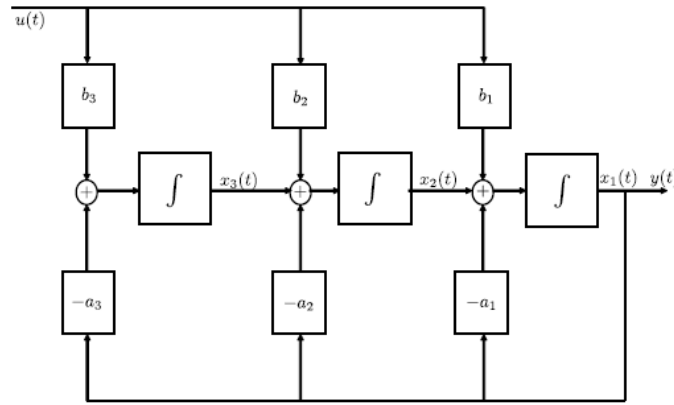 u(t)
b₃
b₂
b₁
+
∫
x₃(t)
+
∫
x₂(t)
+
∫
x₁(t)
y(t)
−a₃
−a₂
−a₁